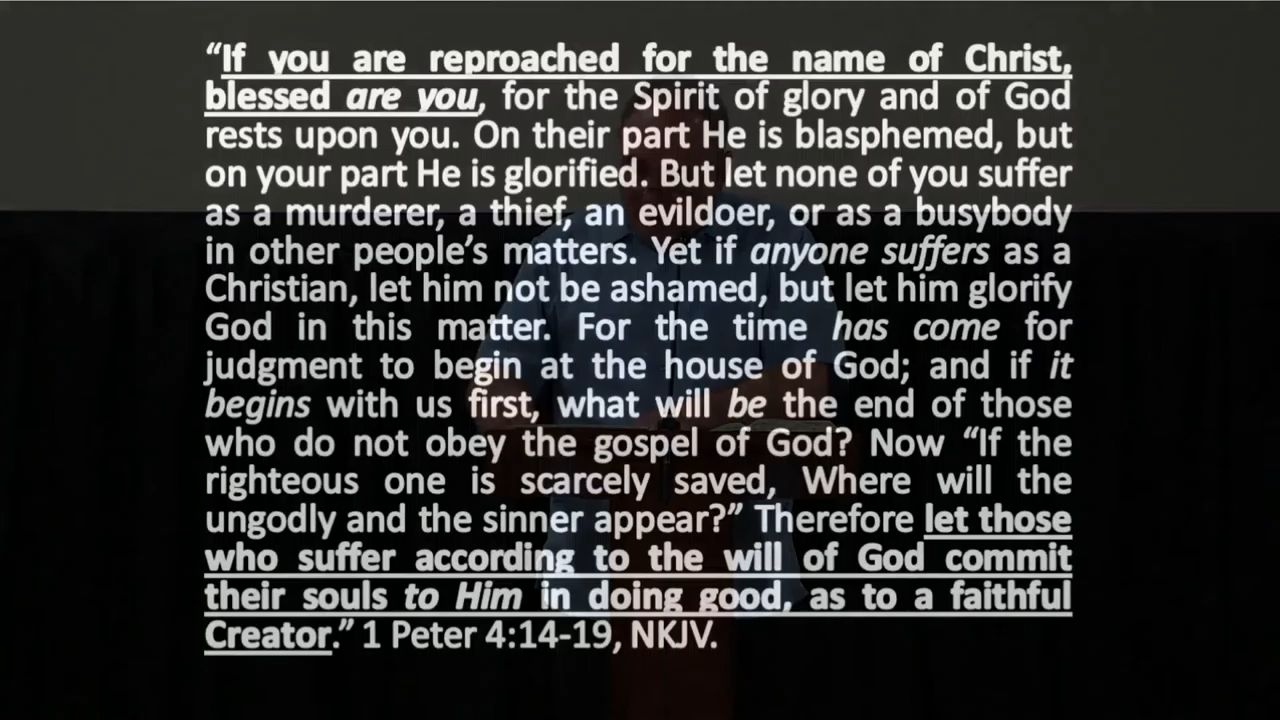 “If you are reproached for the name of Christ,
blessed are you, for the Spirit of glory and of God
rests upon you. On their part He is blasphemed, but
on your part He is glorified. But let none of you suffer
as a murderer, a thief, an evildoer, or as a busybody
in other people’s matters. Yet if anyone suffers as a
Christian, let him not be ashamed, but let him glorify
God in this matter. For the time has come for
judgment to begin at the house of God; and if it
begins with us first, what will be the end of those
who do not obey the gospel of God? Now “If the
righteous one is scarcely saved, Where will the
ungodly and the sinner appear?” Therefore let those
who suffer according to the will of God commit
their souls to Him in doing good, as to a faithful
Creator.” 1 Peter 4:14-19, NKJV.